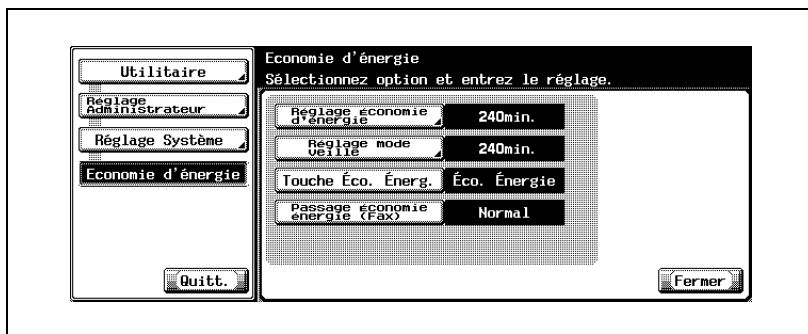 Utilitaire
Réglage
Administrateur
Réglage Système
Economie d'énergie
Quitt.
Economie d'énergie
Sélectionnez option et entrez le réglage.
Réglage économie
d'énergie
240min.
Réglage mode
veille
240min.
Touche Éco. Énerg.
Éco. Énergie
Passage économie
énergie (Fax)
Normal
Fermer